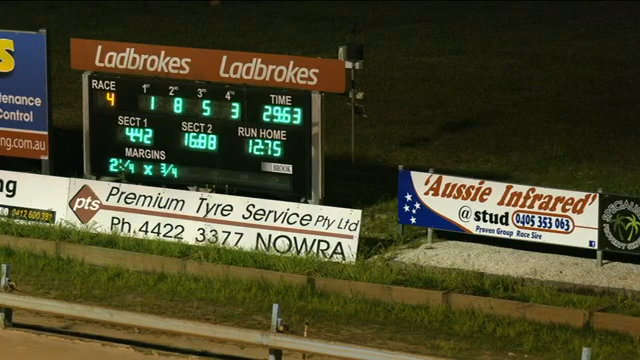 Ladbrokes Ladbrokes
RACE 1st 2nd 3rd 4th TIME
4 1 8 5 3 29.63
SECT 1 SECT 2 RUN HOME
4.42 16.88 12.75
MARGINS
2 1/4 x 3/4
BROOK
s
ntenance
Control
ng.com.au
ng
0412 600 381
pts
Premium Tyre Service Pty Ltd
Ph. 4422 3377 NOWRA
'Aussie Infrared'
@ stud 0405 353 063
Proven Group Race Sire